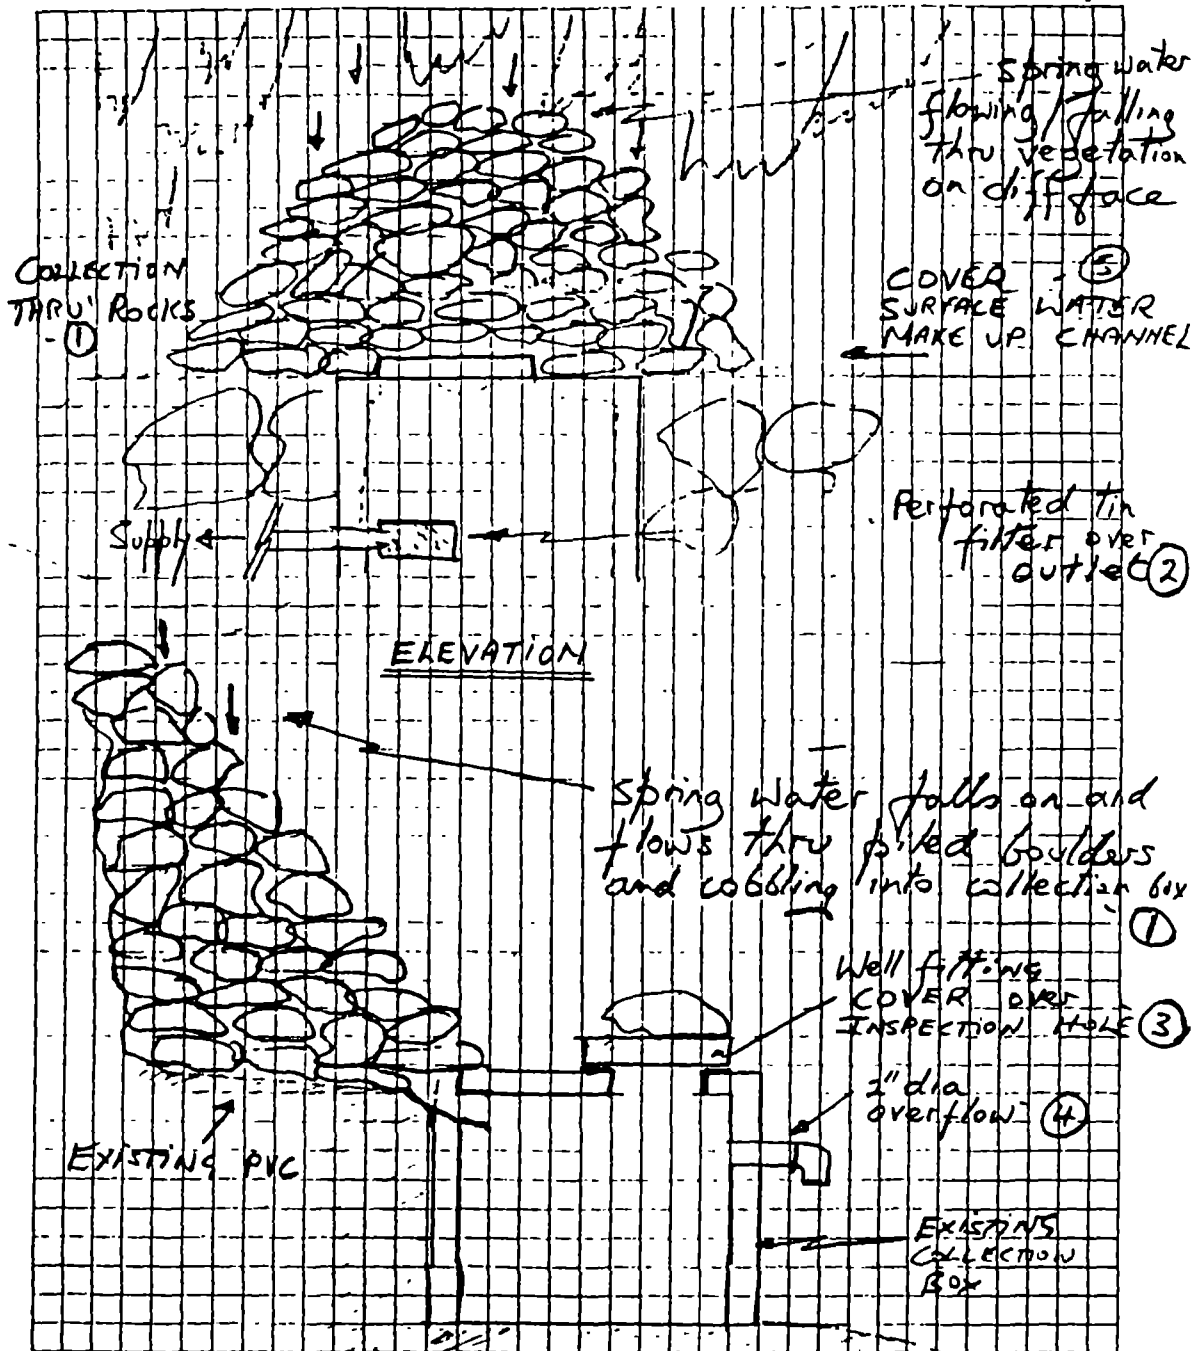 Spring water
flowing / falling
thru vegetation
on cliff face
COLLECTION
THRU' ROCKS
- ①
COVER - ⑤
SURFACE WATER
MAKE UP CHANNEL
Supply
Perforated tin
filter over
outlet ②
ELEVATION
Spring Water falls on and
flows thru piled boulders
and cobbling into collection box
①
Well fitting
COVER over
INSPECTION HOLE ③
2" dia
overflow ④
EXISTING PVC
EXISTING
COLLECTION
BOX